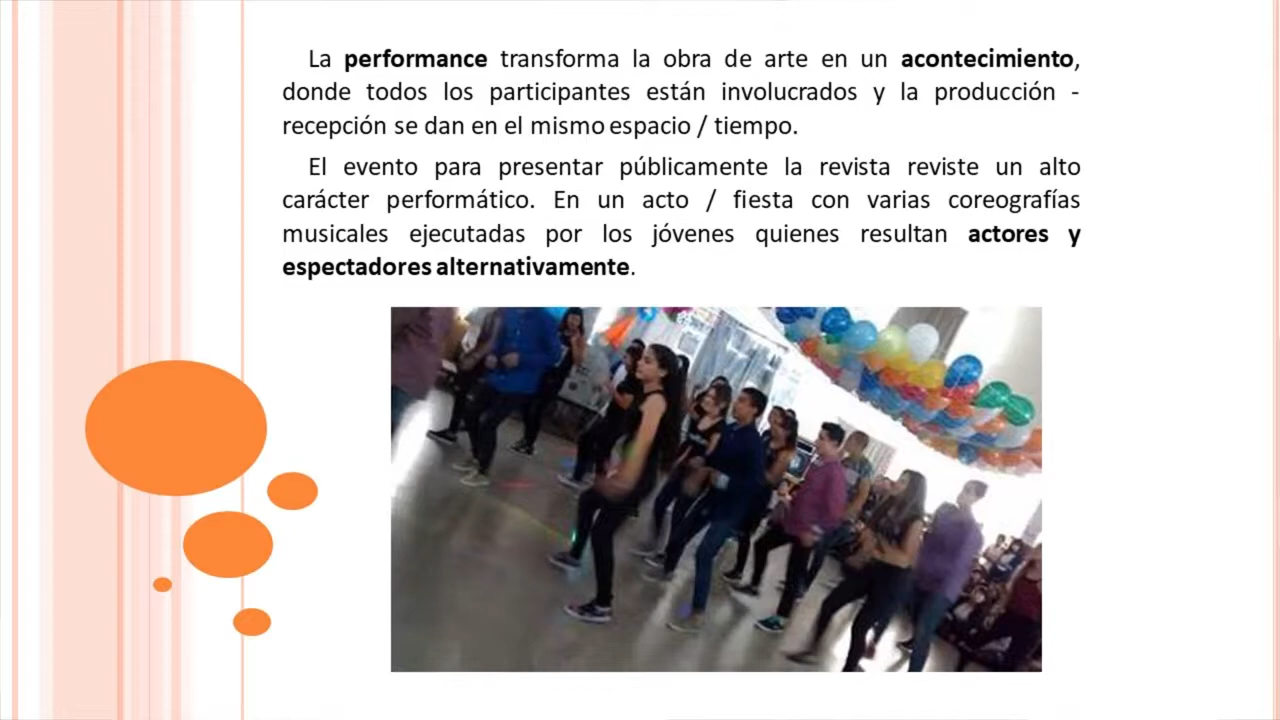 La performance transforma la obra de arte en un acontecimiento,
donde todos los participantes están involucrados y la producción -
recepción se dan en el mismo espacio / tiempo.
El evento para presentar públicamente la revista reviste un alto
carácter performático. En un acto / fiesta con varias coreografías
musicales ejecutadas por los jóvenes quienes resultan actores y
espectadores alternativamente.